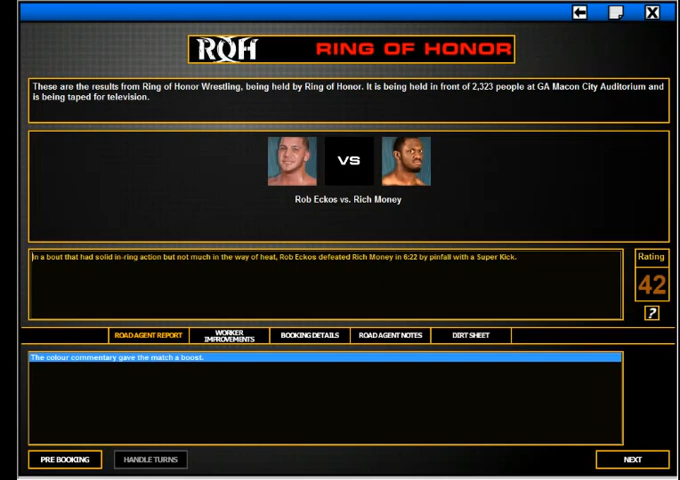 ROH RING OF HONOR
These are the results from Ring of Honor Wrestling, being held by Ring of Honor. It is being held in front of 2,323 people at GA Macon City Auditorium and
is being taped for television.
VS
Rob Eckos vs. Rich Money
In a bout that had solid in-ring action but not much in the way of heat, Rob Eckos defeated Rich Money in 6:22 by pinfall with a Super Kick.
Rating
42
?
ROAD AGENT REPORT
WORKER
IMPROVEMENTS
BOOKING DETAILS
ROAD AGENT NOTES
DIRT SHEET
The colour commentary gave the match a boost.
PRE BOOKING
HANDLE TURNS
NEXT